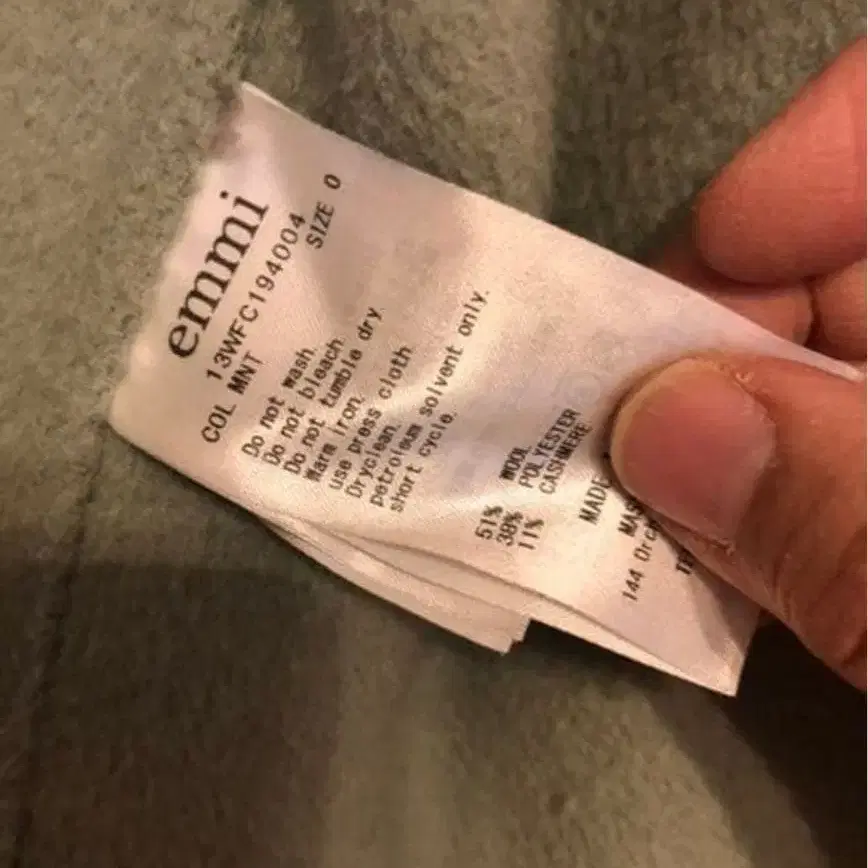 emmi
13WFC194004
COL MNT SIZE 0
Do not wash.
Do not bleach.
Do not tumble dry.
Warm iron.
use press cloth
Dryclean.
petroleum solvent only.
short cycle.
51% WOOL
38% POLYESTER
11% CASHMERE
MADE
144